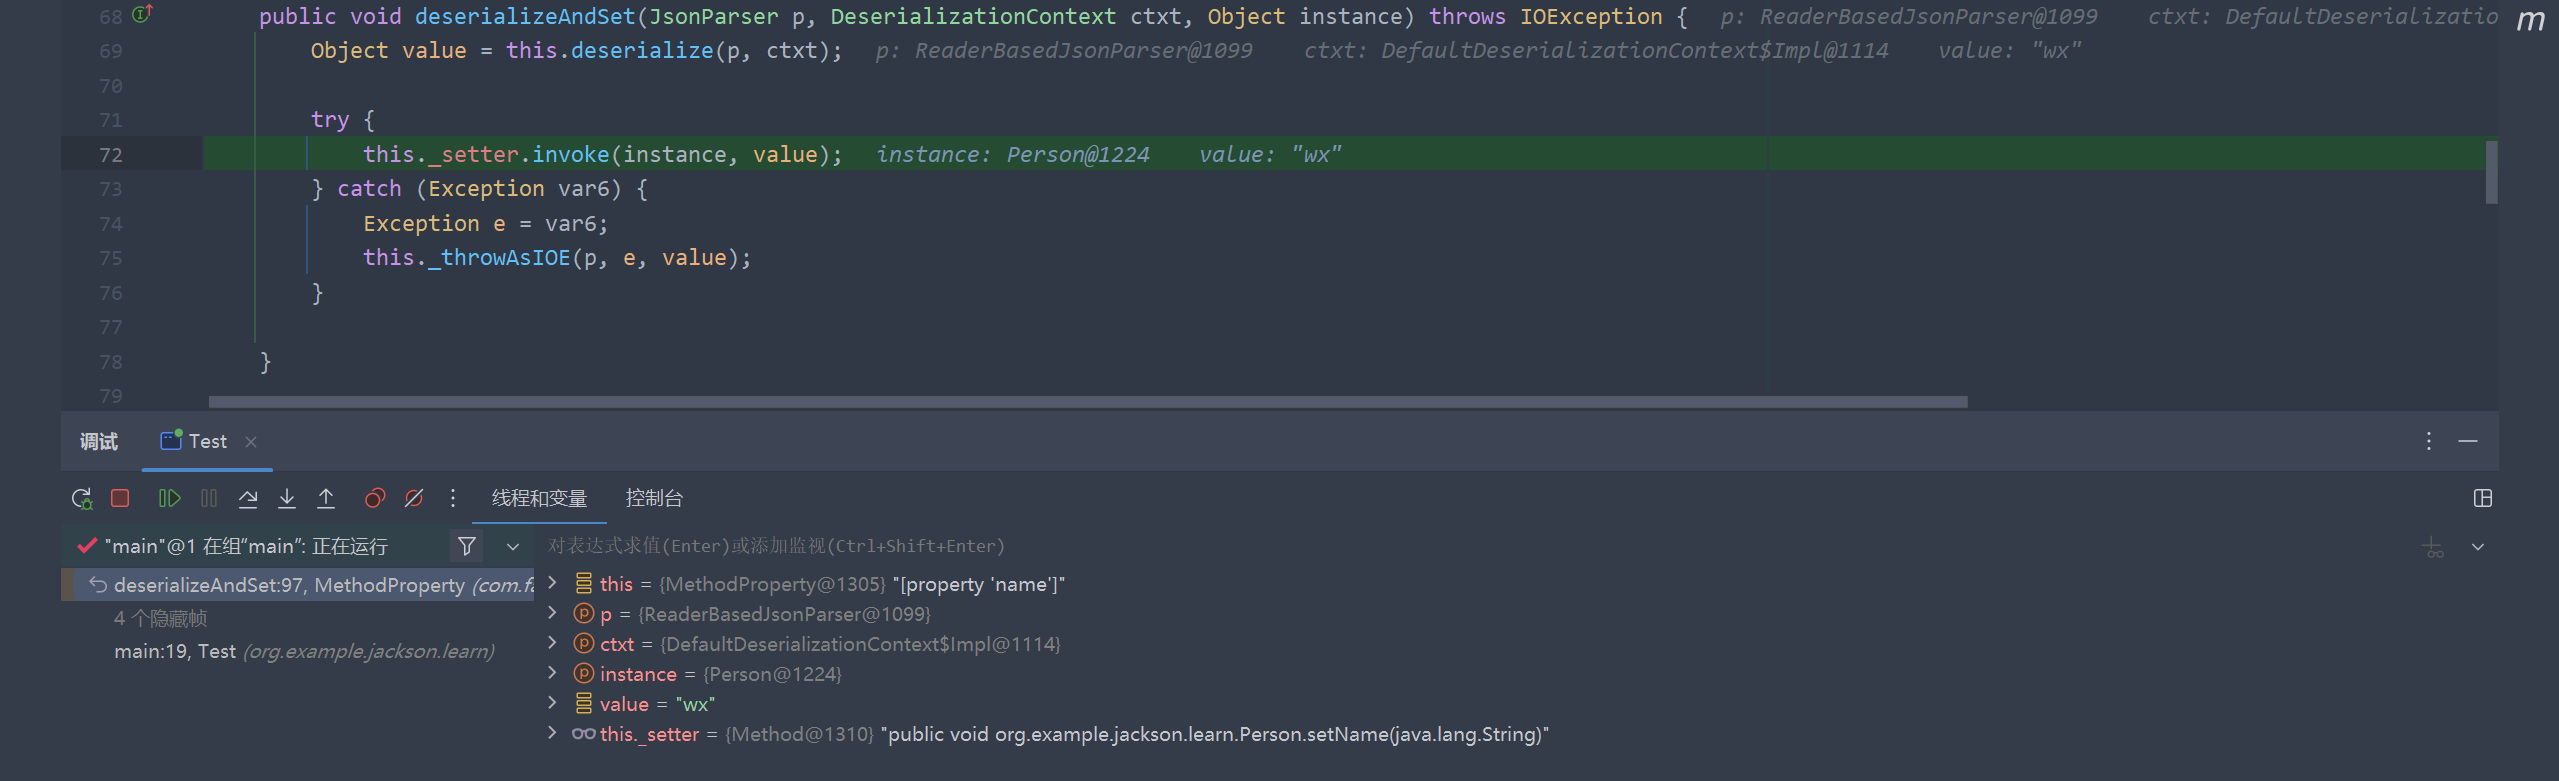 68 public void deserializeAndSet(JsonParser p, DeserializationContext ctxt, Object instance) throws IOException { p: ReaderBasedJsonParser@1099 ctxt: DefaultDeserializatio
69 Object value = this.deserialize(p, ctxt); p: ReaderBasedJsonParser@1099 ctxt: DefaultDeserializationContext$Impl@1114 value: "wx"
70
71 try {
72 this._setter.invoke(instance, value); instance: Person@1224 value: "wx"
73 } catch (Exception var6) {
74 Exception e = var6;
75 this._throwAsIOE(p, e, value);
76 }
77
78 }
79
m
调试 Test
线程和变量 控制台
"main"@1 在组“main”: 正在运行
对表达式求值(Enter)或添加监视(Ctrl+Shift+Enter)
deserializeAndSet:97, MethodProperty (com.fa
4 个隐藏帧
main:19, Test (org.example.jackson.learn)
this = {MethodProperty@1305} "[property 'name']"
p = {ReaderBasedJsonParser@1099}
ctxt = {DefaultDeserializationContext$Impl@1114}
instance = {Person@1224}
value = "wx"
this._setter = {Method@1310} "public void org.example.jackson.learn.Person.setName(java.lang.String)"